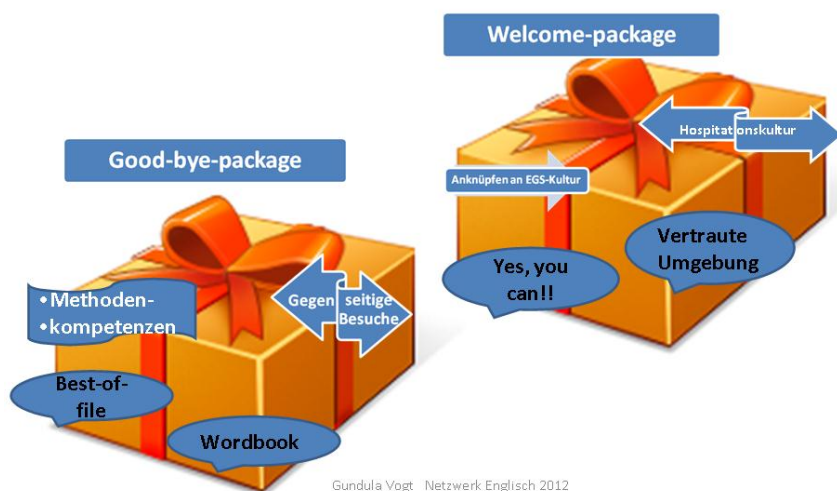 Welcome-package
Hospitationskultur
Anknüpfen an EGS-Kultur
Vertraute
Umgebung
Yes, you
can!!
Good-bye-package
•Methoden-
•kompetenzen
Gegen seitige
Besuche
Best-of-
file
Wordbook
Gundula Vogt Netzwerk Englisch 2012